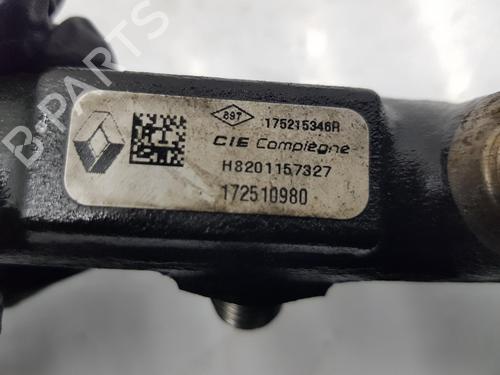 897
175215346R
CIE Compiegne
H8201157327
172510980
B-PARTS